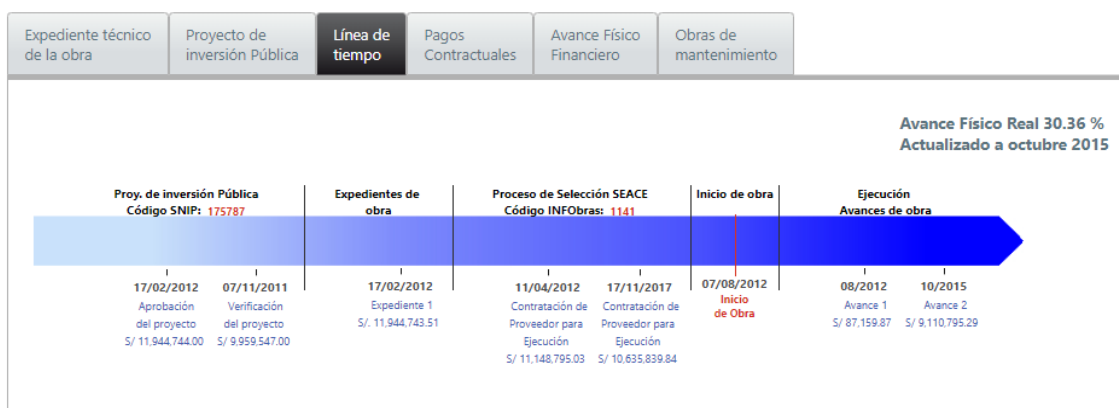 Expediente técnico
de la obra
Proyecto de
inversión Pública
Línea de
tiempo
Pagos
Contractuales
Avance Físico
Financiero
Obras de
mantenimiento
Avance Físico Real 30.36 %
Actualizado a octubre 2015
Proy. de inversión Pública
Código SNIP: 175787
Expedientes de
obra
Proceso de Selección SEACE
Código INFObras: 1141
Inicio de obra
Ejecución
Avances de obra
17/02/2012
Aprobación
del proyecto
S/ 11,944,744.00
07/11/2011
Verificación
del proyecto
S/ 9,959,547.00
17/02/2012
Expediente 1
S/. 11,944,743.51
11/04/2012
Contratación de
Proveedor para
Ejecución
S/ 11,148,795.03
17/11/2017
Contratación de
Proveedor para
Ejecución
S/ 10,635,839.84
07/08/2012
Inicio
de Obra
08/2012
Avance 1
S/ 87,159.87
10/2015
Avance 2
S/ 9,110,795.29